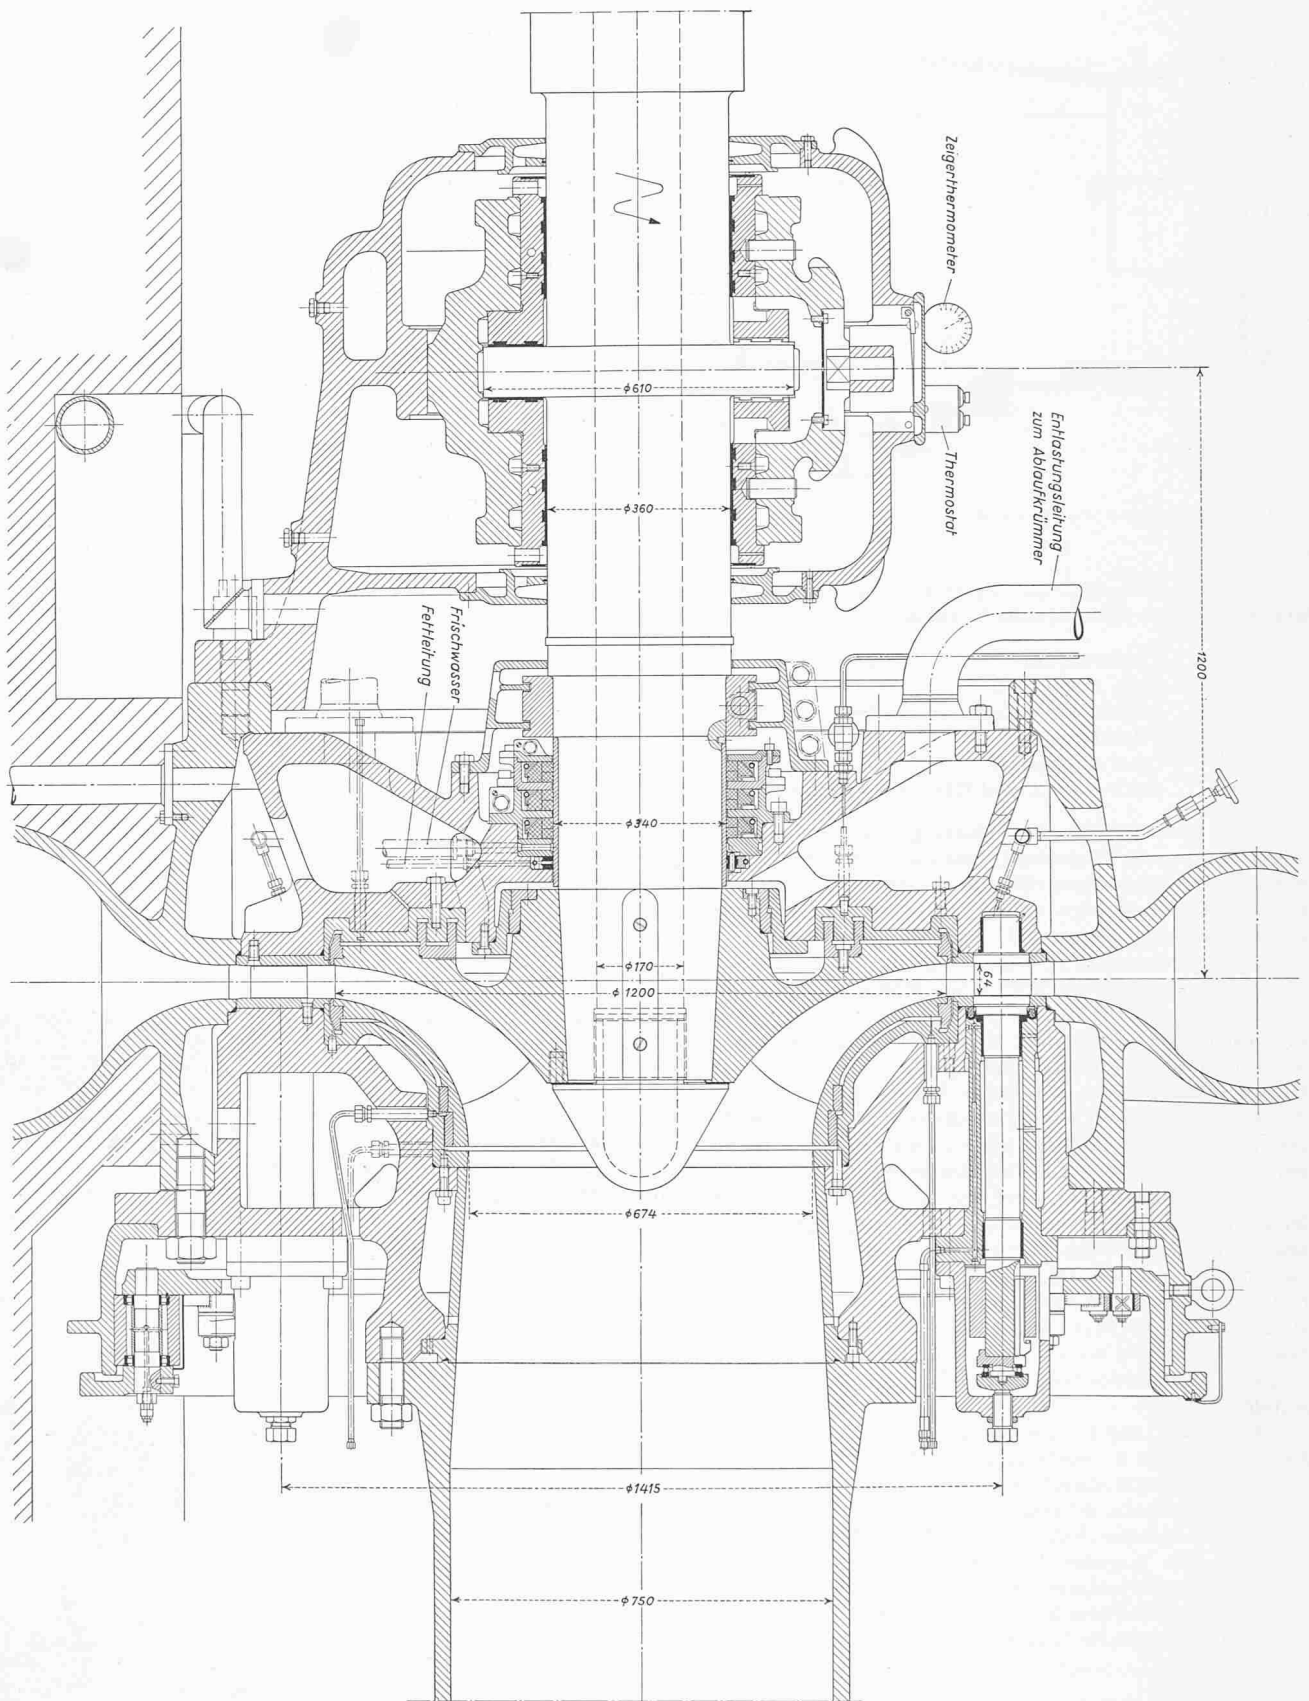 Zeigerthermometer
Thermostat
Entlastungsleitung
zum Ablaufkrümmer
ϕ610
ϕ360
1200
Frischwasser
Fettleitung
ϕ340
ϕ170
64
ϕ1200
ϕ674
ϕ1415
ϕ750